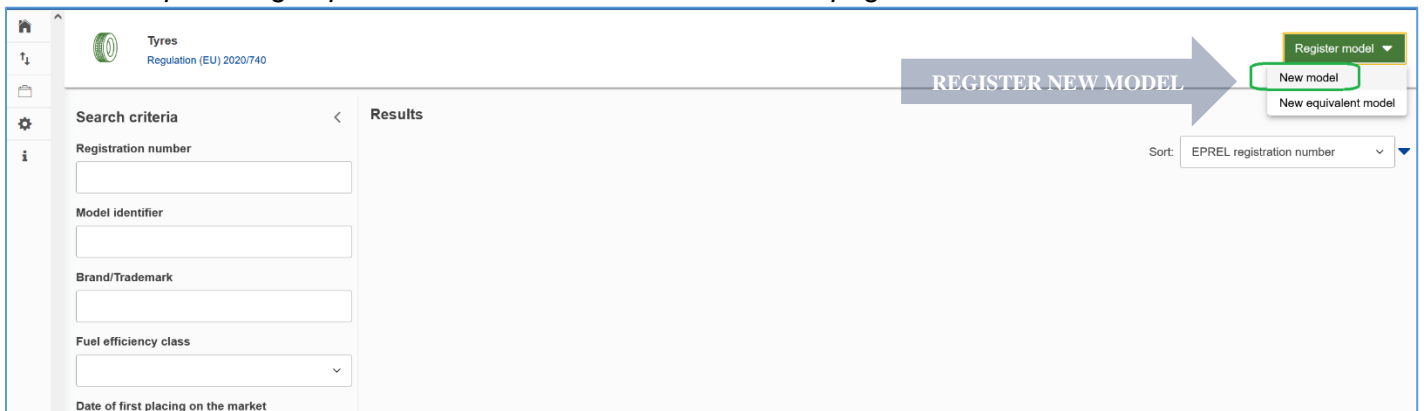 Tyres
Regulation (EU) 2020/740
Register model
New model
New equivalent model
REGISTER NEW MODEL
Search criteria
Results
Registration number
Sort:
EPREL registration number
Model identifier
Brand/Trademark
Fuel efficiency class
Date of first placing on the market